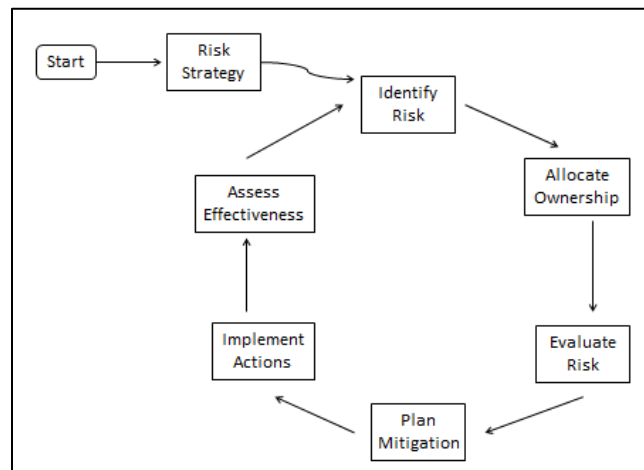 Start
Risk
Strategy
Identify
Risk
Allocate
Ownership
Evaluate
Risk
Plan
Mitigation
Implement
Actions
Assess
Effectiveness